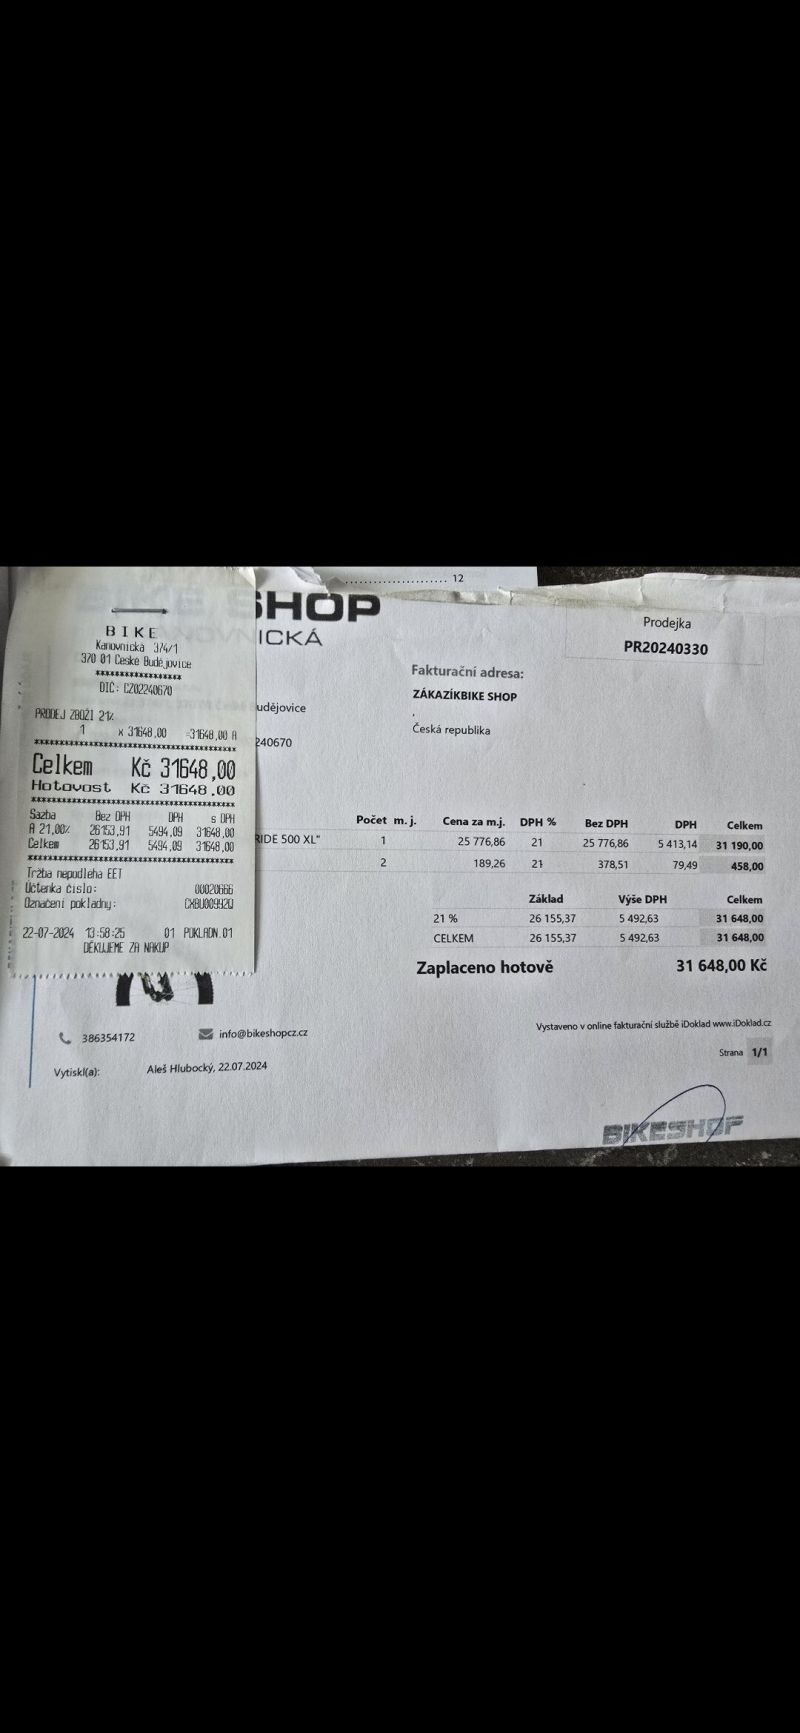 BIKE
Kanovnická 374/1
370 01 České Budějovice
********************
DIČ: CZ02240670
PRODEJ ZBOŽÍ 21%
1 x 31648,00 =31648,00 A
Celkem Kč 31648,00
Hotovost Kč 31648.00
Sazba Bez DPH DPH s DPH
A 21,00% 26153,91 5494,09 31648,00
Celkem 26153,91 5494,09 31648,00
Tržba nepodléhá EET
Účtenka číslo: 00020666
Označení pokladny:
22-07-2024 13:58:25 01 POKLADN.01
DĚKUJEME ZA NÁKUP
12
SHOP
NICKÁ
Prodejka
PR20240330
Fakturační adresa:
ZÁKAZÍKBIKE SHOP
,
Česká republika
udějovice
240670
Počet m. j. Cena za m.j. DPH % Bez DPH DPH Celkem
RIDE 500 XL" 1 25 776,86 21 25 776,86 5 413,14 31 190,00
2 189,26 21 378,51 79,49 458,00
Základ Výše DPH Celkem
21 % 26 155,37 5 492,63 31 648,00
CELKEM 26 155,37 5 492,63 31 648,00
Zaplaceno hotově 31 648,00 Kč
386354172 info@bikeshopcz.cz
Vystaveno v online fakturační službě iDoklad www.iDoklad.cz
Strana 1/1
Vytiskl(a): Aleš Hlubocký, 22.07.2024
BIKESHOP